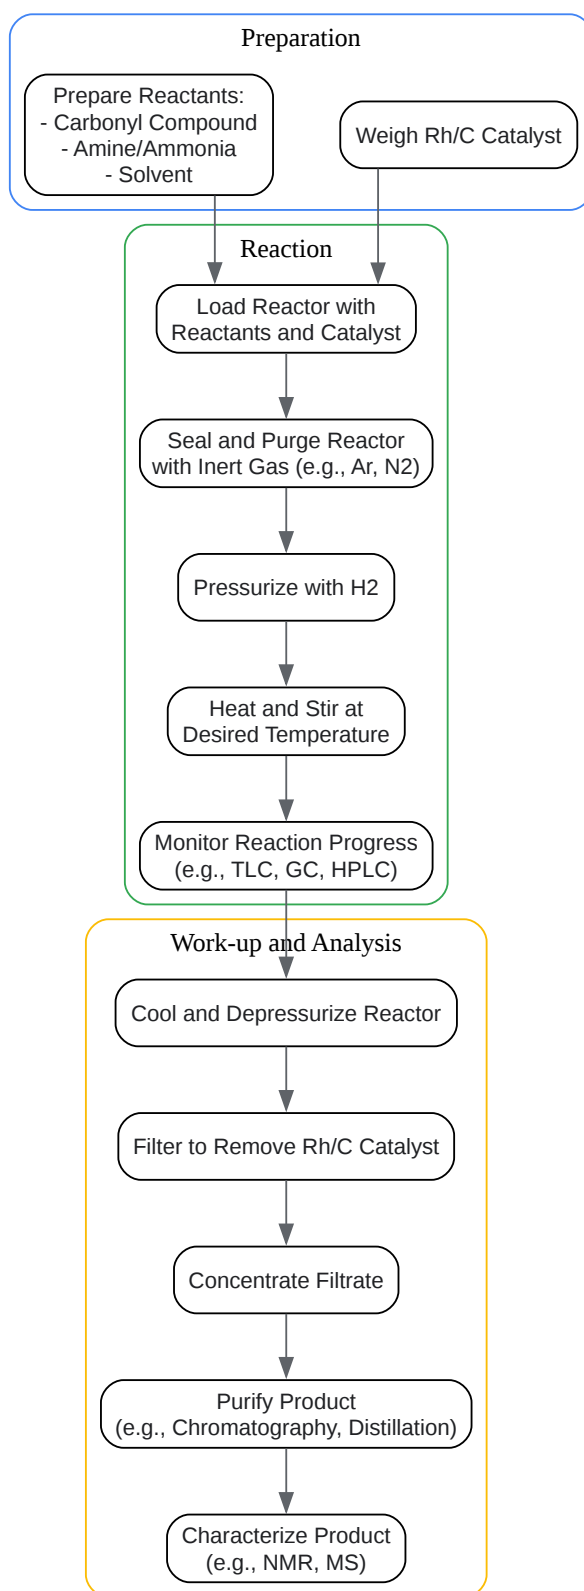 Preparation
Prepare Reactants:
- Carbonyl Compound
- Amine/Ammonia
- Solvent
Weigh Rh/C Catalyst
Reaction
Load Reactor with
Reactants and Catalyst
Seal and Purge Reactor
with Inert Gas (e.g., Ar, N2)
Pressurize with H2
Heat and Stir at
Desired Temperature
Monitor Reaction Progress
(e.g., TLC, GC, HPLC)
Work-up and Analysis
Cool and Depressurize Reactor
Filter to Remove Rh/C Catalyst
Concentrate Filtrate
Purify Product
(e.g., Chromatography, Distillation)
Characterize Product
(e.g., NMR, MS)